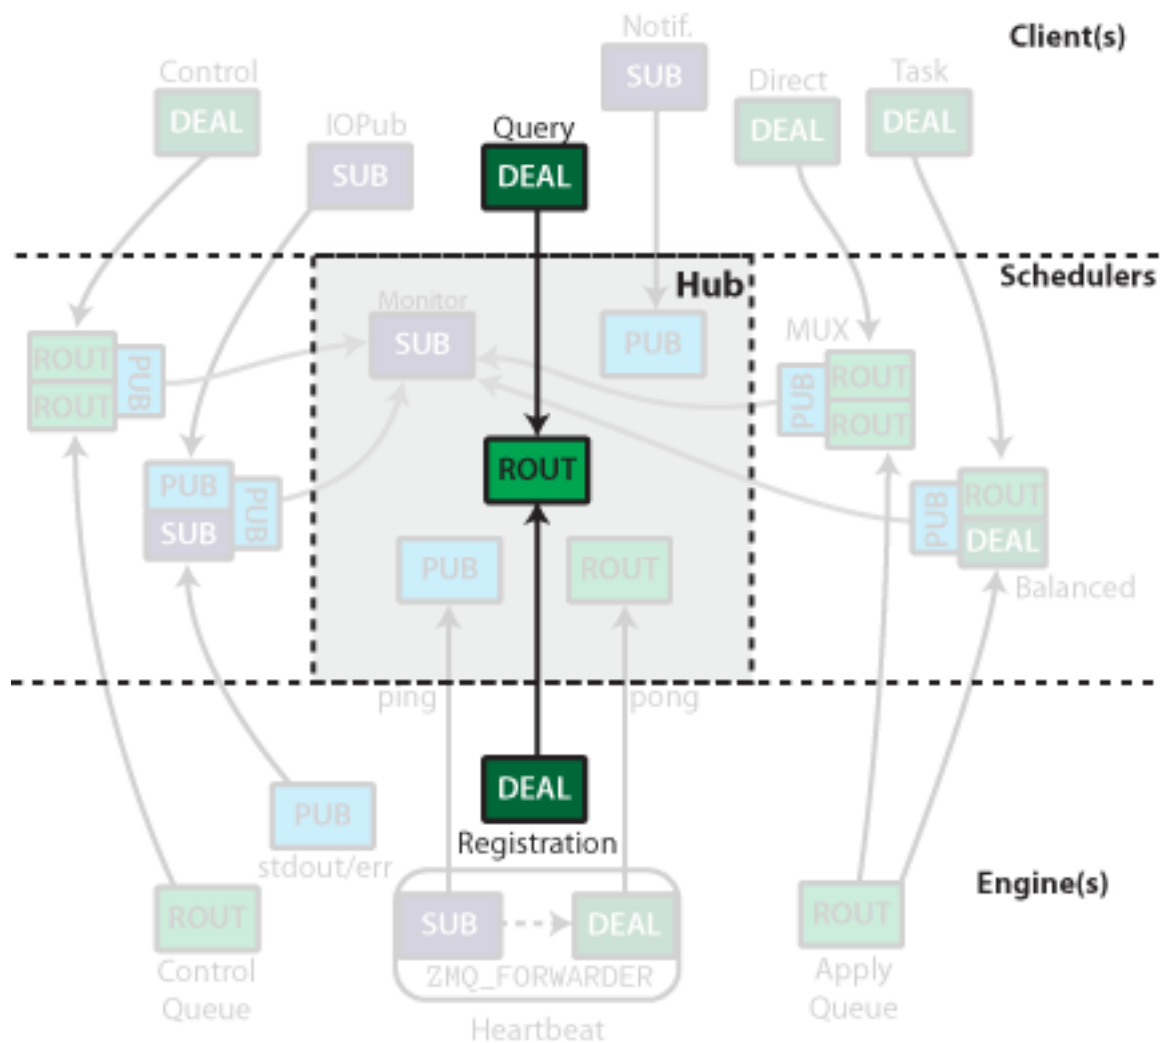 Notif.
Client(s)
SUB
Control
DEAL
Direct
DEAL
Task
DEAL
IOPub
SUB
Query
DEAL
Hub
Schedulers
Monitor
SUB
PUB
MUX
ROUT
ROUT
PUB
PUB
ROUT
ROUT
ROUT
PUB
SUB
PUB
PUB
ROUT
DEAL
Balanced
PUB
ROUT
ping
pong
DEAL
Registration
PUB
stdout/err
Engine(s)
ROUT
Control
Queue
SUB
DEAL
ZMQ_FORWARDER
Heartbeat
ROUT
Apply
Queue